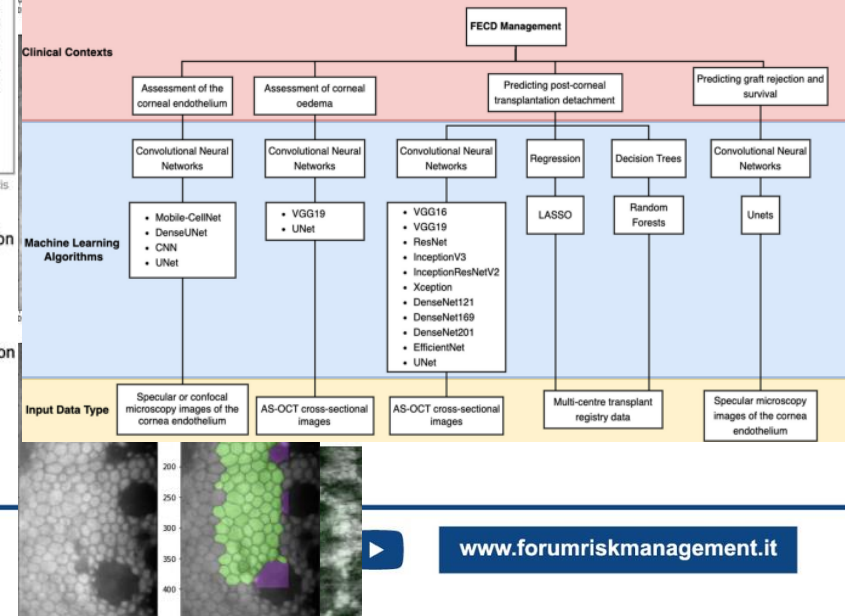 FECD Management
Clinical Contexts
Assessment of the
corneal endothelium
Assessment of corneal
oedema
Predicting post-corneal
transplantation detachment
Predicting graft rejection and
survival
Convolutional Neural
Networks
Convolutional Neural
Networks
Convolutional Neural
Networks
Regression
Decision Trees
Convolutional Neural
Networks
Machine Learning
Algorithms
• Mobile-CellNet
• DenseUNet
• CNN
• UNet
• VGG19
• UNet
• VGG16
• VGG19
• ResNet
• InceptionV3
• InceptionResNetV2
• Xception
• DenseNet121
• DenseNet169
• DenseNet201
• EfficientNet
• UNet
LASSO
Random
Forests
Unets
Input Data Type
Specular or confocal
microscopy images of the
cornea endothelium
AS-OCT cross-sectional
images
AS-OCT cross-sectional
images
Multi-centre transplant
registry data
Specular microscopy
images of the cornea
endothelium
is
on
on
200
250
300
350
400
www.forumriskmanagement.it